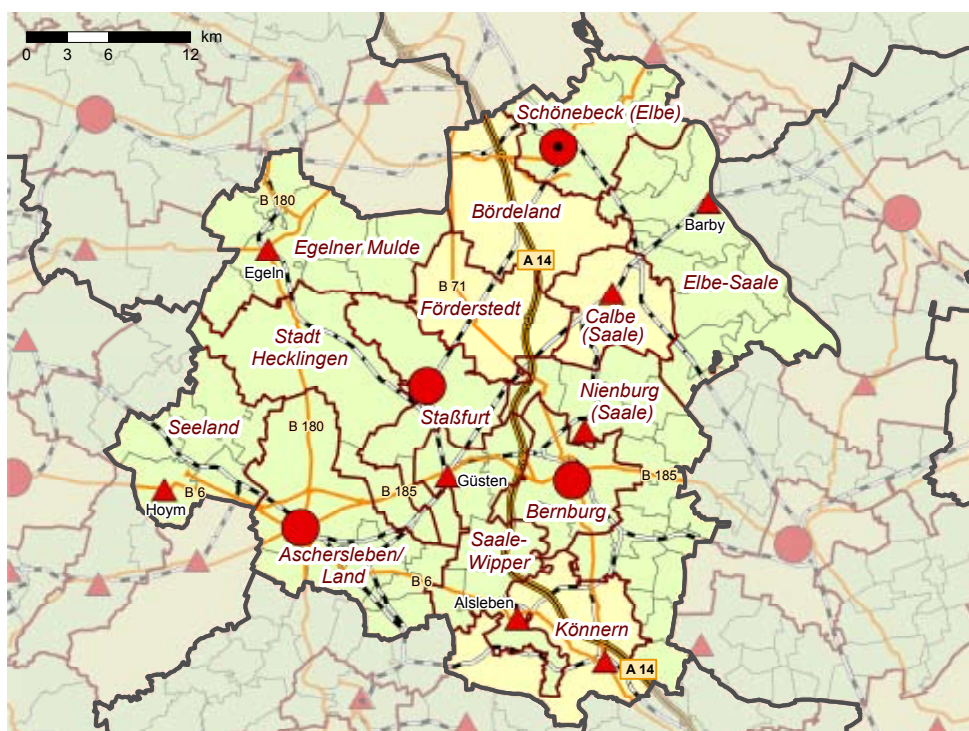 km
0 3 6 12
Schönebeck (Elbe)
B 180
Bördeland
Barby
Egelner Mulde
Egeln
A 14
B 71
Elbe-Saale
Förderstedt
Calbe
(Saale)
Stadt
Hecklingen
Nienburg
(Saale)
Staßfurt
Seeland
B 180
B 6
Hoym
B 185
Güsten
B 185
Bernburg
Saale-
Wipper
Aschersleben/
Land
B 6
Alsleben
Könnern
A 14